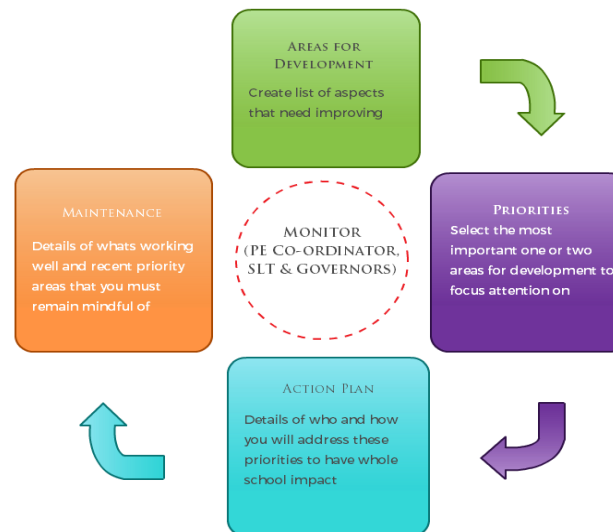 AREAS FOR
DEVELOPMENT
Create list of aspects
that need improving
MAINTENANCE
Details of whats working
well and recent priority
areas that you must
remain mindful of
MONITOR
(PE CO-ORDINATOR,
SLT & GOVERNORS)
PRIORITIES
Select the most
important one or two
areas for development to
focus attention on
ACTION PLAN
Details of who and how
you will address these
priorities to have whole
school impact